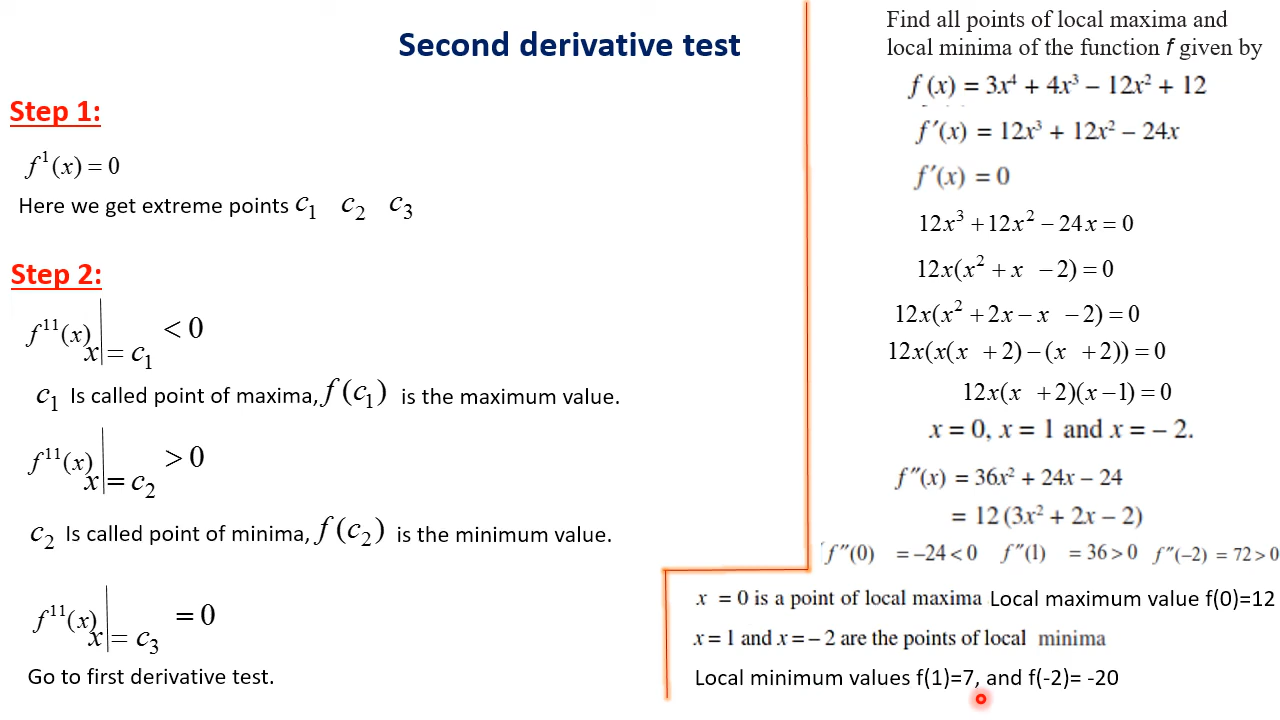 Second derivative test
Step 1:
f¹(x) = 0
Here we get extreme points c₁ c₂ c₃
Step 2:
f¹¹(x)|x = c₁ < 0
c₁ Is called point of maxima, f(c₁) is the maximum value.
f¹¹(x)|x = c₂ > 0
c₂ Is called point of minima, f(c₂) is the minimum value.
f¹¹(x)|x = c₃ = 0
Go to first derivative test.
Find all points of local maxima and
local minima of the function f given by
f (x) = 3x⁴ + 4x³ – 12x² + 12
f′(x) = 12x³ + 12x² – 24x
f′(x) = 0
12x³ + 12x² − 24x = 0
12x(x² + x − 2) = 0
12x(x² + 2x − x − 2) = 0
12x(x(x + 2) − (x + 2)) = 0
12x(x + 2)(x − 1) = 0
x = 0, x = 1 and x = – 2.
f″(x) = 36x² + 24x – 24
= 12 (3x² + 2x – 2)
f″(0) = –24 < 0 f″(1) = 36 > 0 f″(–2) = 72 > 0
x = 0 is a point of local maxima Local maximum value f(0)=12
x = 1 and x = – 2 are the points of local minima
Local minimum values f(1)=7, and f(-2)= -20